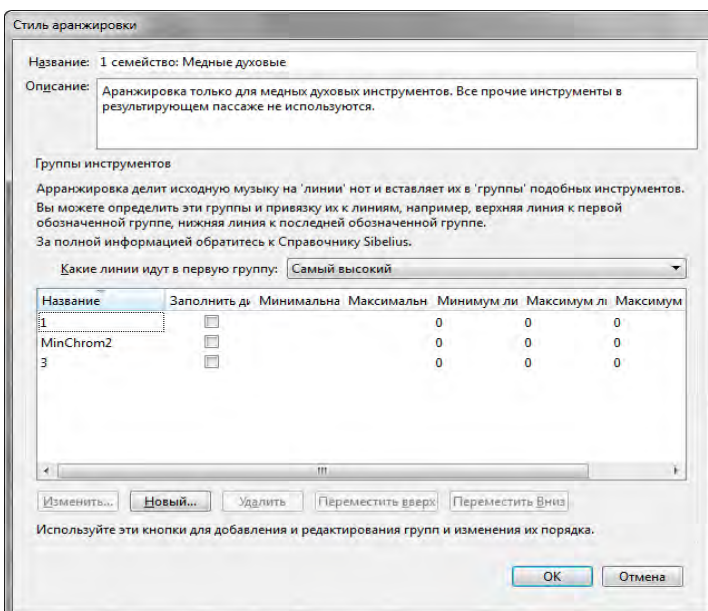 Стиль аранжировки
Название: 1 семейство: Медные духовые
Описание: Аранжировка только для медных духовых инструментов. Все прочие инструменты в
результирующем пассаже не используются.
Группы инструментов
Арранжировка делит исходную музыку на 'линии' нот и вставляет их в 'группы' подобных инструментов.
Вы можете определить эти группы и привязку их к линиям, например, верхняя линия к первой
обозначенной группе, нижняя линия к последней обозначенной группе.
За полной информацией обратитесь к Справочнику Sibelius.
Какие линии идут в первую группу: Самый высокий
Название Заполнить ди Минимальна Максимальн Минимум ли Максимум ли Максимум
1 0 0 0
MinChrom2 0 0 0
3 0 0 0
Изменить... Новый... Удалить Переместить вверх Переместить Вниз
Используйте эти кнопки для добавления и редактирования групп и изменения их порядка.
OK Отмена